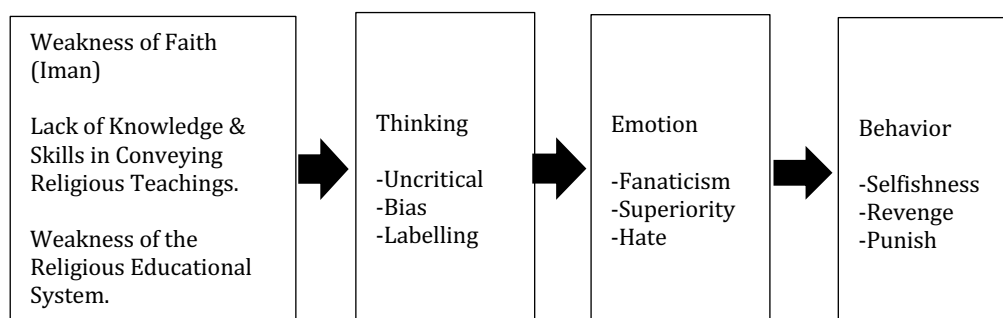 Weakness of Faith
(Iman)
Lack of Knowledge &
Skills in Conveying
Religious Teachings.
Weakness of the
Religious Educational
System.
Thinking
-Uncritical
-Bias
-Labelling
Emotion
-Fanaticism
-Superiority
-Hate
Behavior
-Selfishness
-Revenge
-Punish